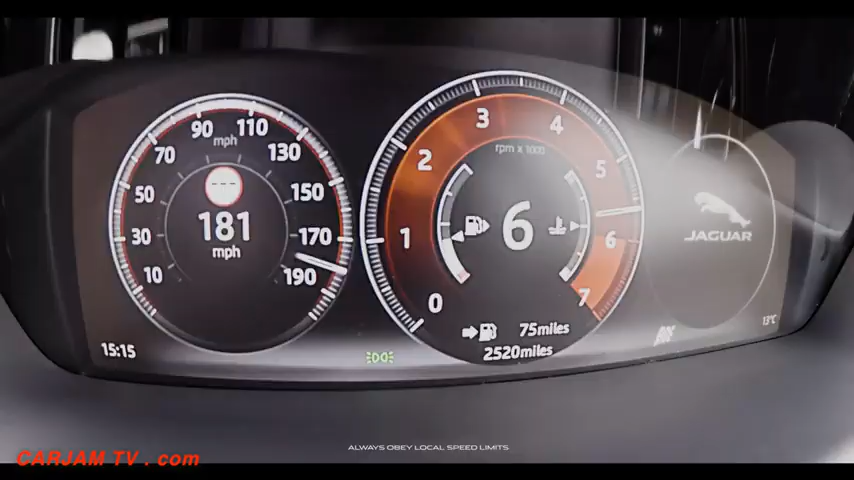 10
30
50
70
90
110
130
150
170
190
mph
---
181
mph
0
1
2
3
4
5
6
7
rpm x 1000
6
75miles
2520miles
JAGUAR
15:15
13°C
ALWAYS OBEY LOCAL SPEED LIMITS
CARJAM TV . com